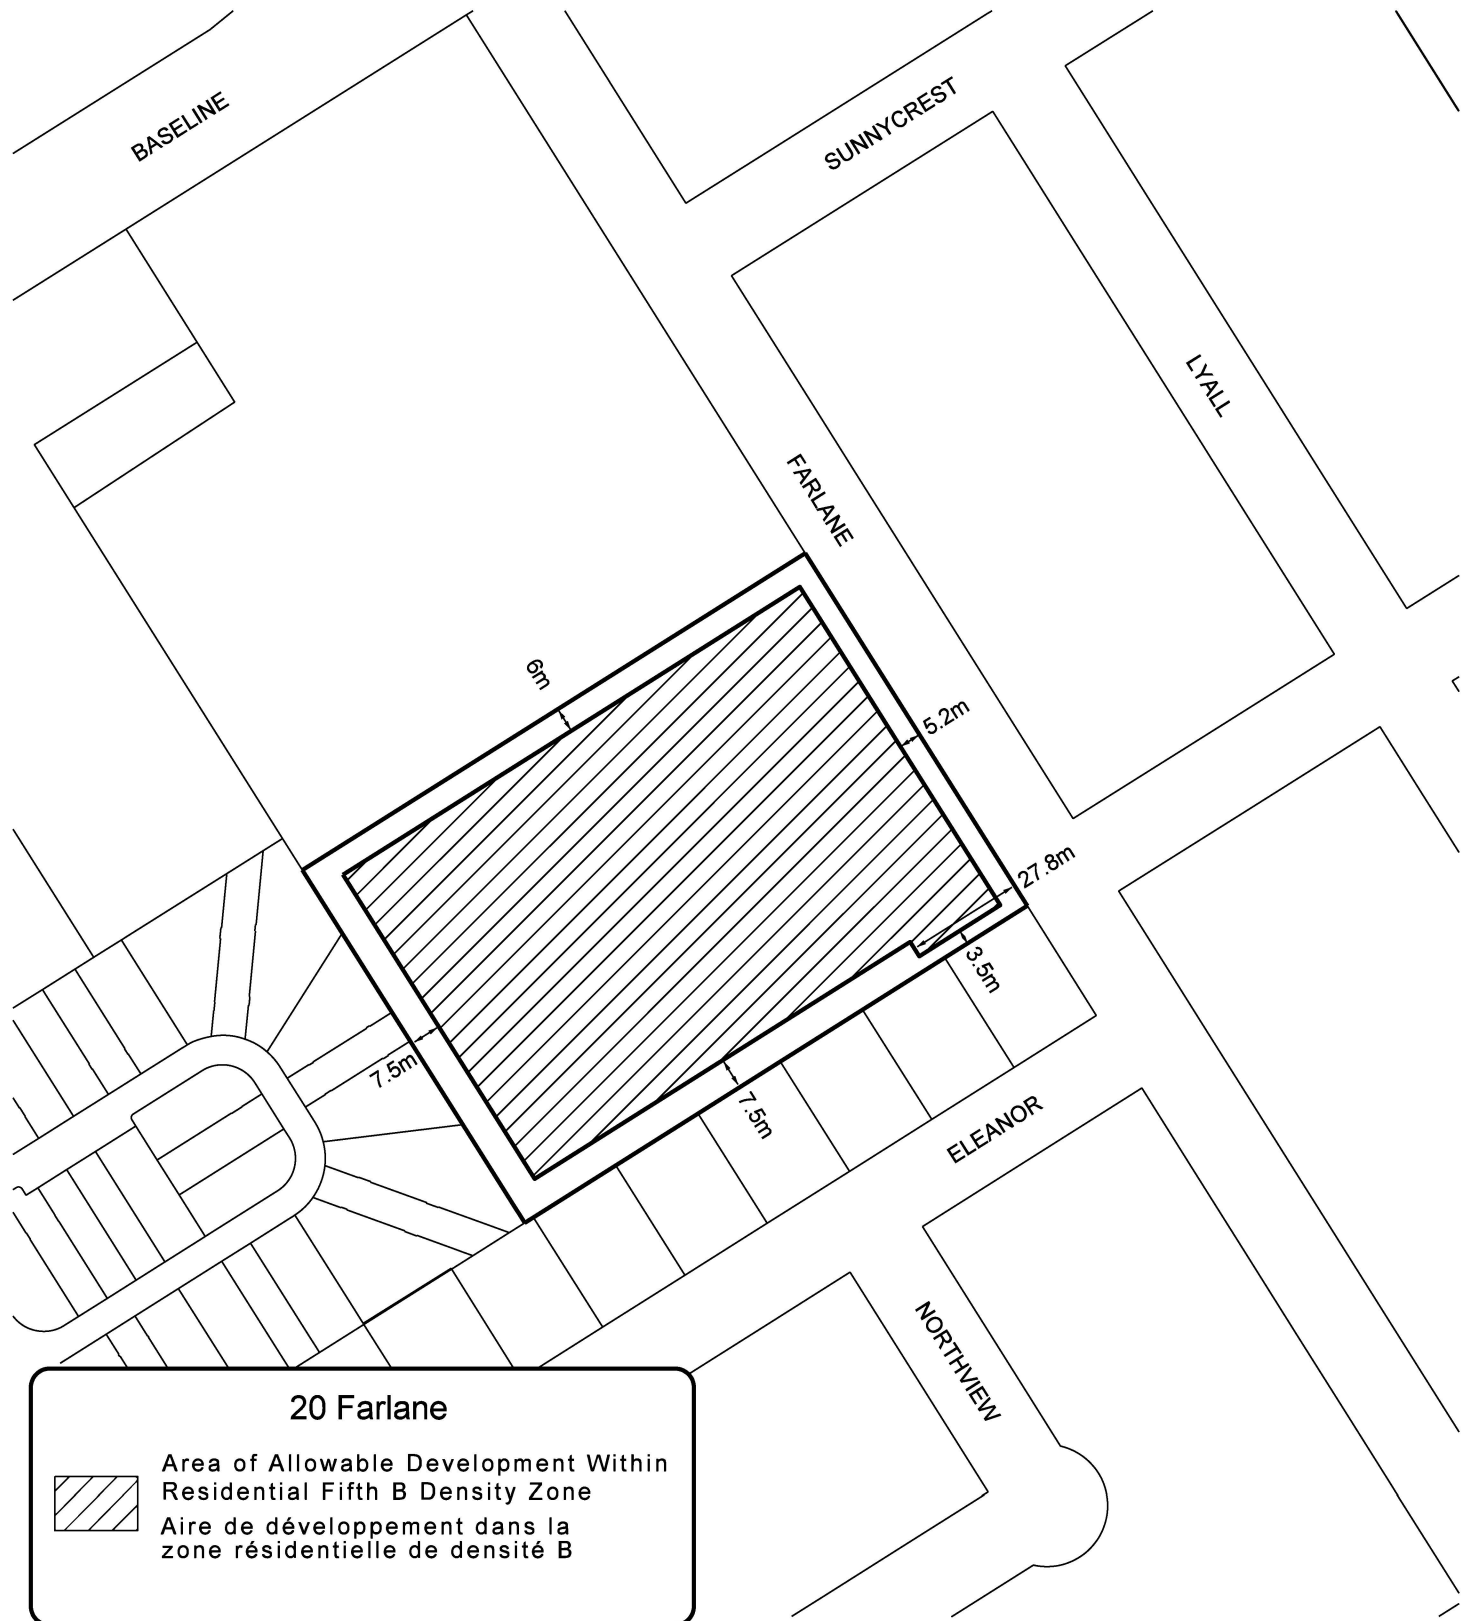 BASELINE
SUNNYCREST
LYALL
FARLANE
6m
5.2m
27.8m
3.5m
7.5m
7.5m
ELEANOR
NORTHVIEW
20 Farlane
Area of Allowable Development Within
Residential Fifth B Density Zone
Aire de développement dans la
zone résidentielle de densité B